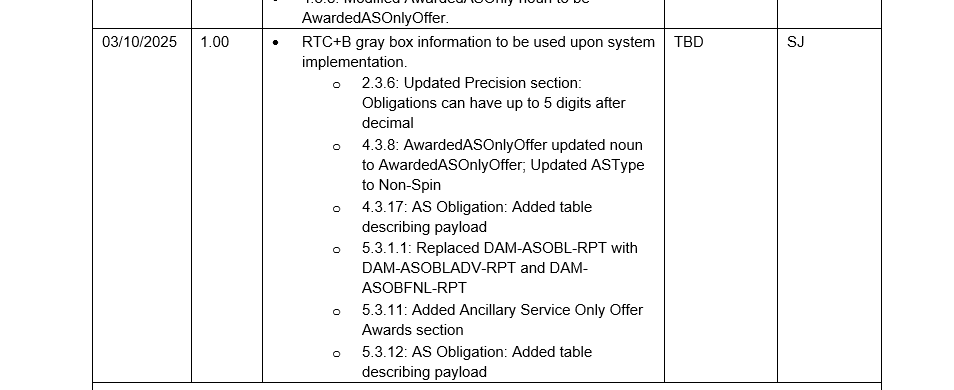 AwardedASOnlyOffer.
03/10/2025 1.00 • RTC+B gray box information to be used upon system TBD SJ
implementation.
o 2.3.6: Updated Precision section:
Obligations can have up to 5 digits after
decimal
o 4.3.8: AwardedASOnlyOffer updated noun
to AwardedASOnlyOffer; Updated ASType
to Non-Spin
o 4.3.17: AS Obligation: Added table
describing payload
o 5.3.1.1: Replaced DAM-ASOBL-RPT with
DAM-ASOBLADV-RPT and DAM-
ASOBFNL-RPT
o 5.3.11: Added Ancillary Service Only Offer
Awards section
o 5.3.12: AS Obligation: Added table
describing payload